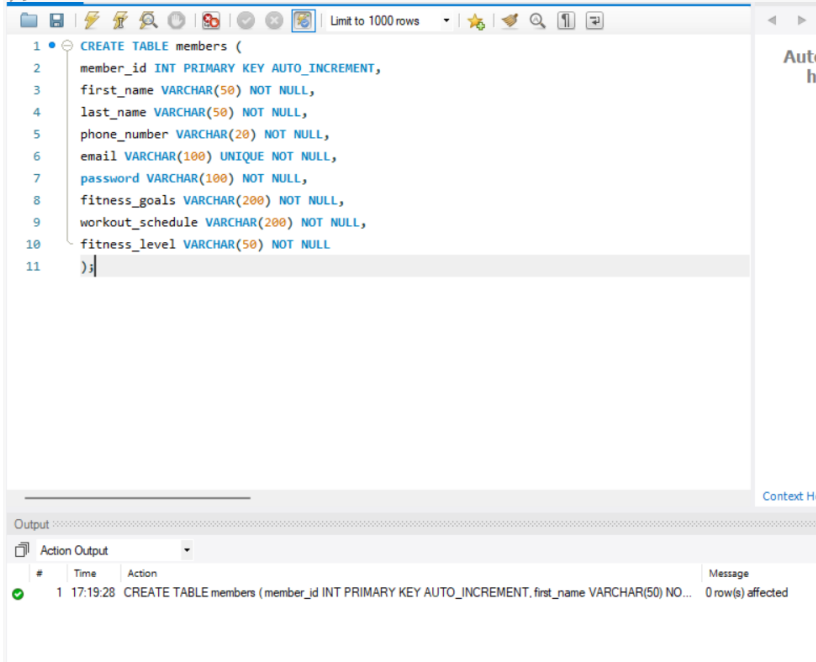 Limit to 1000 rows
1 CREATE TABLE members (
2 member_id INT PRIMARY KEY AUTO_INCREMENT,
3 first_name VARCHAR(50) NOT NULL,
4 last_name VARCHAR(50) NOT NULL,
5 phone_number VARCHAR(20) NOT NULL,
6 email VARCHAR(100) UNIQUE NOT NULL,
7 password VARCHAR(100) NOT NULL,
8 fitness_goals VARCHAR(200) NOT NULL,
9 workout_schedule VARCHAR(200) NOT NULL,
10 fitness_level VARCHAR(50) NOT NULL
11 );
Auto
h
Context H
Output
Action Output
# Time Action Message
1 17:19:28 CREATE TABLE members ( member_id INT PRIMARY KEY AUTO_INCREMENT, first_name VARCHAR(50) NO... 0 row(s) affected